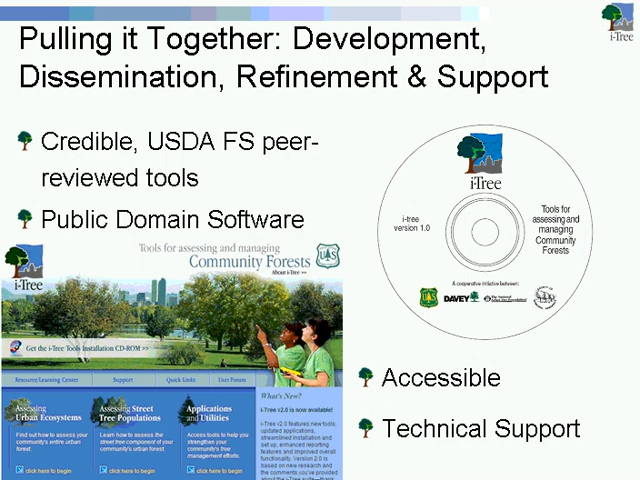 i-Tree
Pulling it Together: Development,
Dissemination, Refinement & Support
Credible, USDA FS peer-
reviewed tools
Public Domain Software
i-Tree
i-tree
version 1.0
Tools for
assessing and
managing
Community
Forests
A cooperative initiative between:
DAVEY
i-Tree
Tools for assessing and managing
Community Forests
About i-Tree >>
Get the i-Tree Tools Installation CD-ROM >>
Resource/Learning Center
Support
Quick Links
User Forum
Assessing
Urban Ecosystems
Find out how to assess your
community's entire urban
forest.
click here to begin
Assessing Street
Tree Populations
Learn how to assess the
street tree component of
your community's urban
forest.
click here to begin
Applications
and Utilities
Access tools to help you
strengthen your
community's tree
management efforts.
click here to begin
What's New?
i-Tree v2.0 is now available!
i-Tree v2.0 features new tools,
updated applications,
streamlined installation and
set up, enhanced reporting
features and improved overall
functionality. Version 2.0 is
based on new research and
the comments you've provided
Accessible
Technical Support